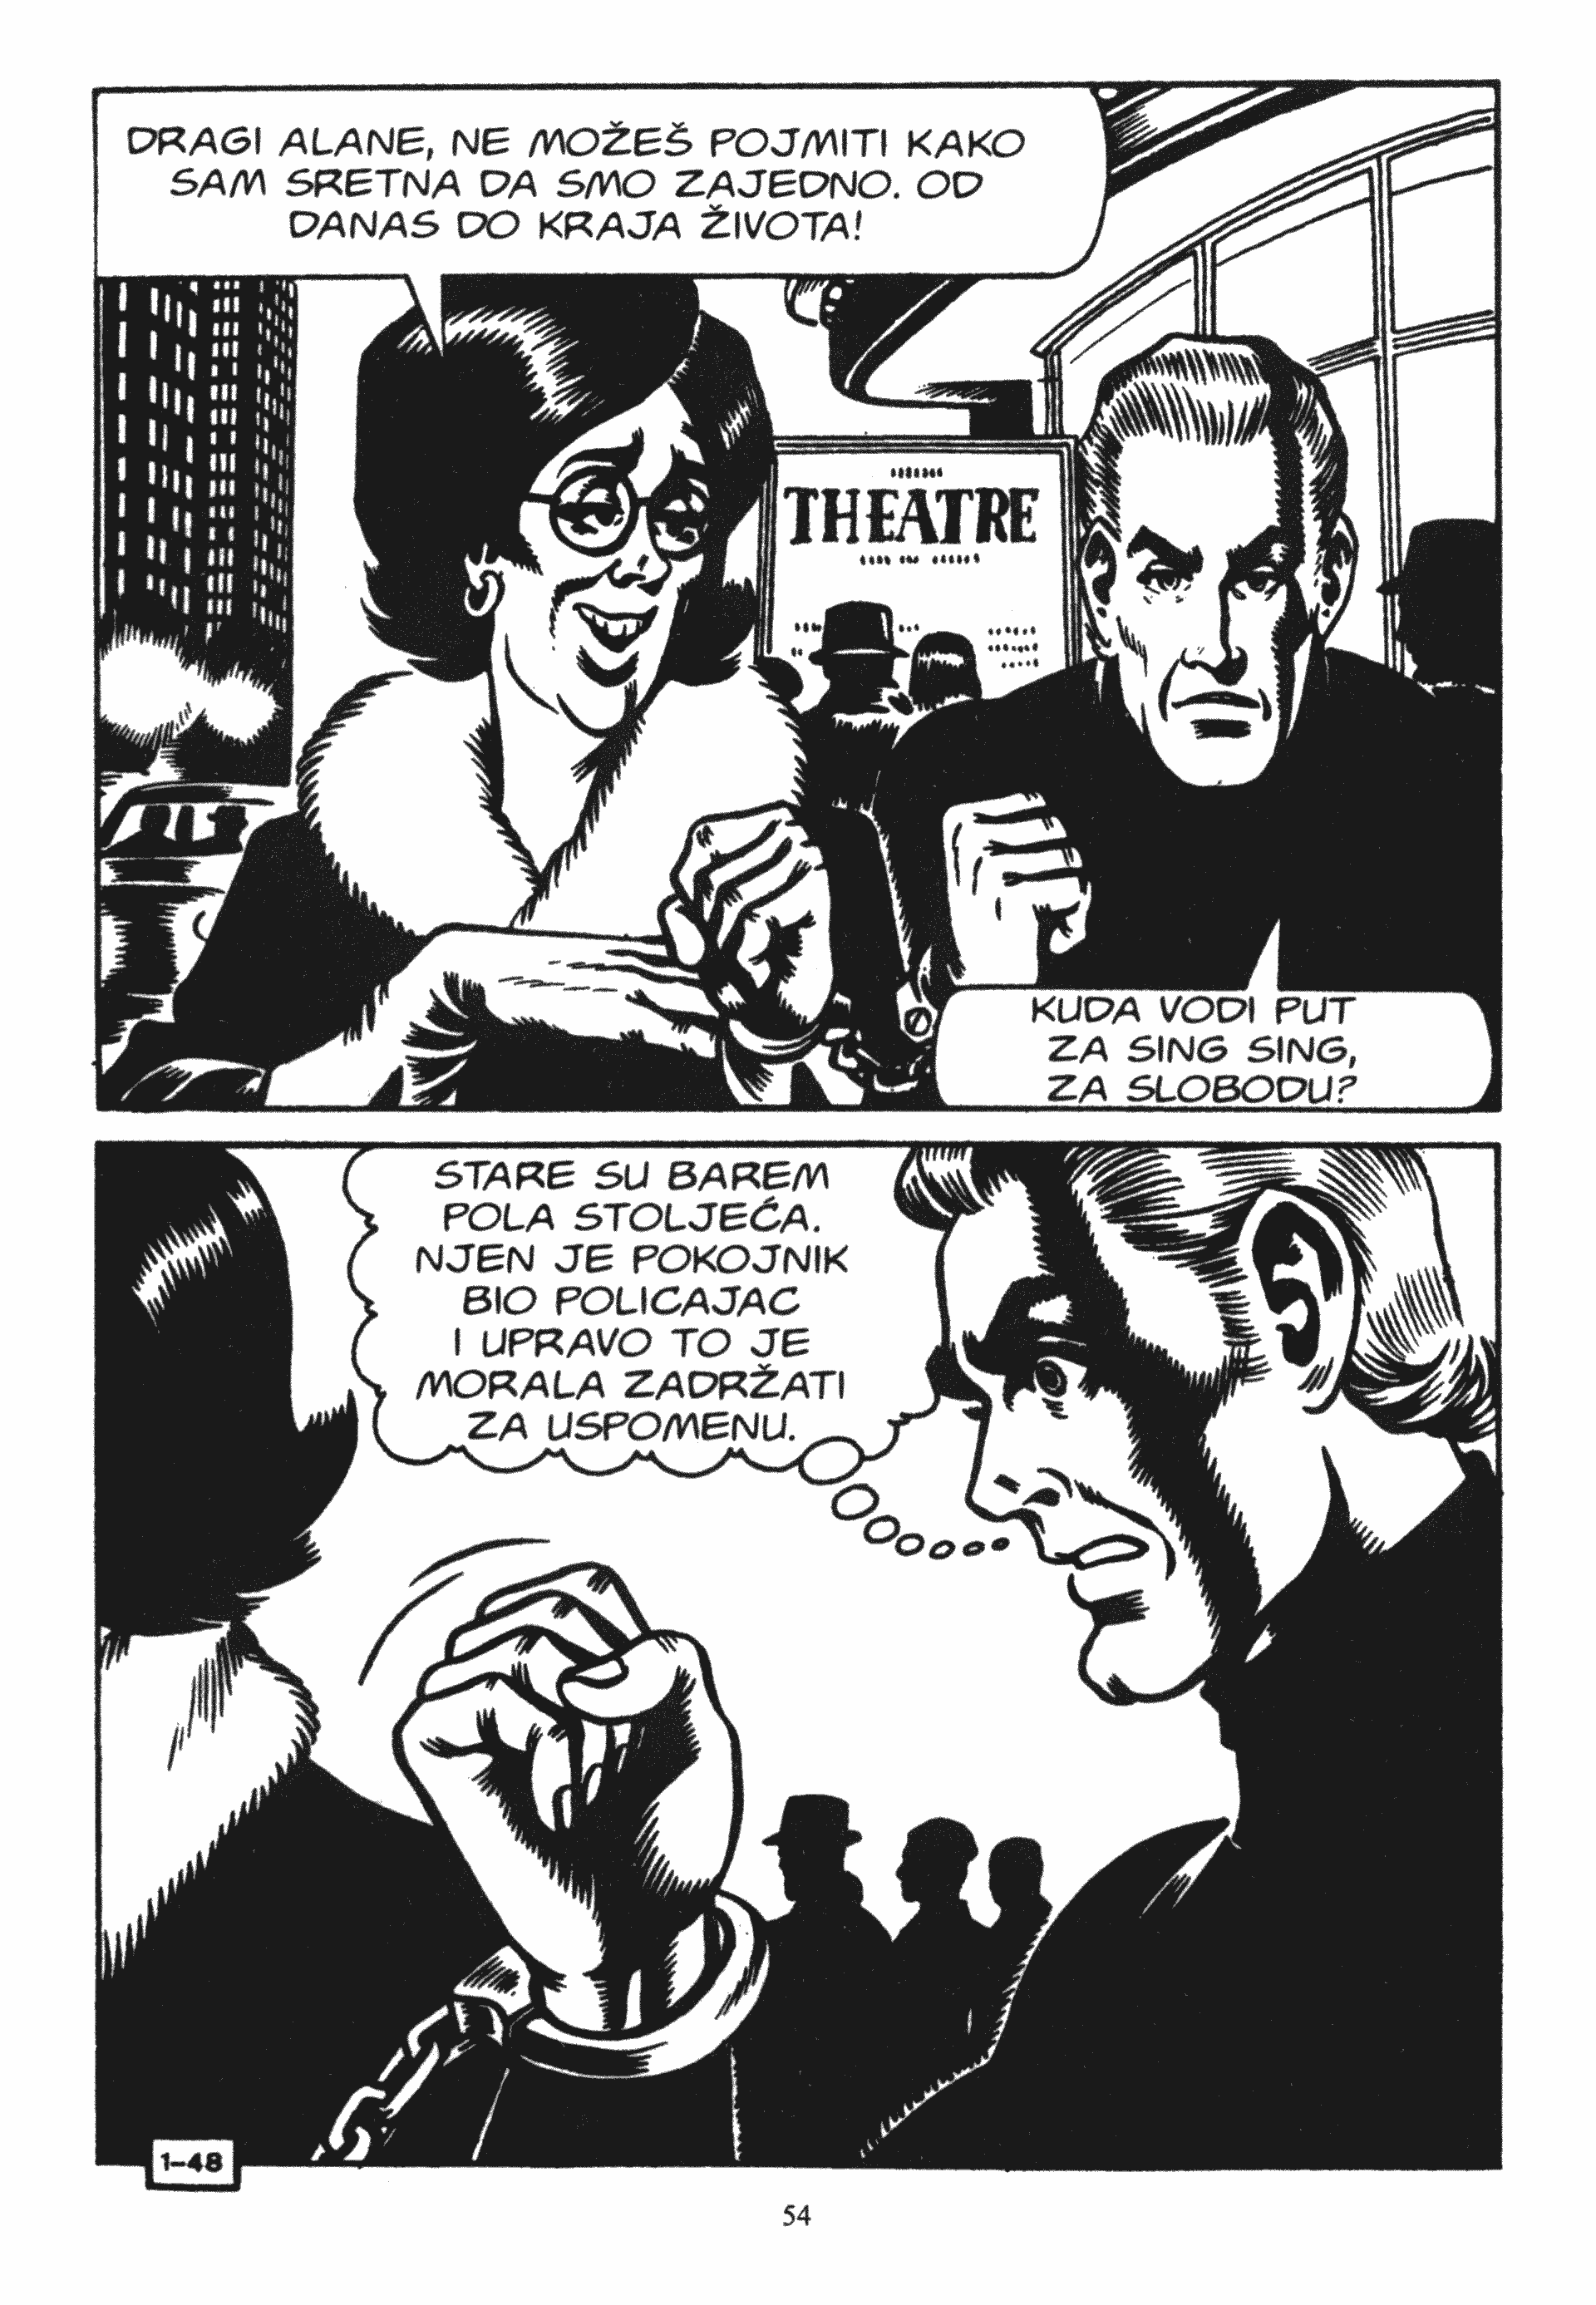 DRAGI ALANE, NE MOŽEŠ POJMITI KAKO
SAM SRETNA DA SMO ZAJEDNO. OD
DANAS DO KRAJA ŽIVOTA!
THEATRE
KUDA VODI PUT
ZA SING SING,
ZA SLOBODU?
STARE SU BAREM
POLA STOLJEĆA.
NJEN JE POKOJNIK
BIO POLICAJAC
I UPRAVO TO JE
MORALA ZADRŽATI
ZA USPOMENU.
1-48
54